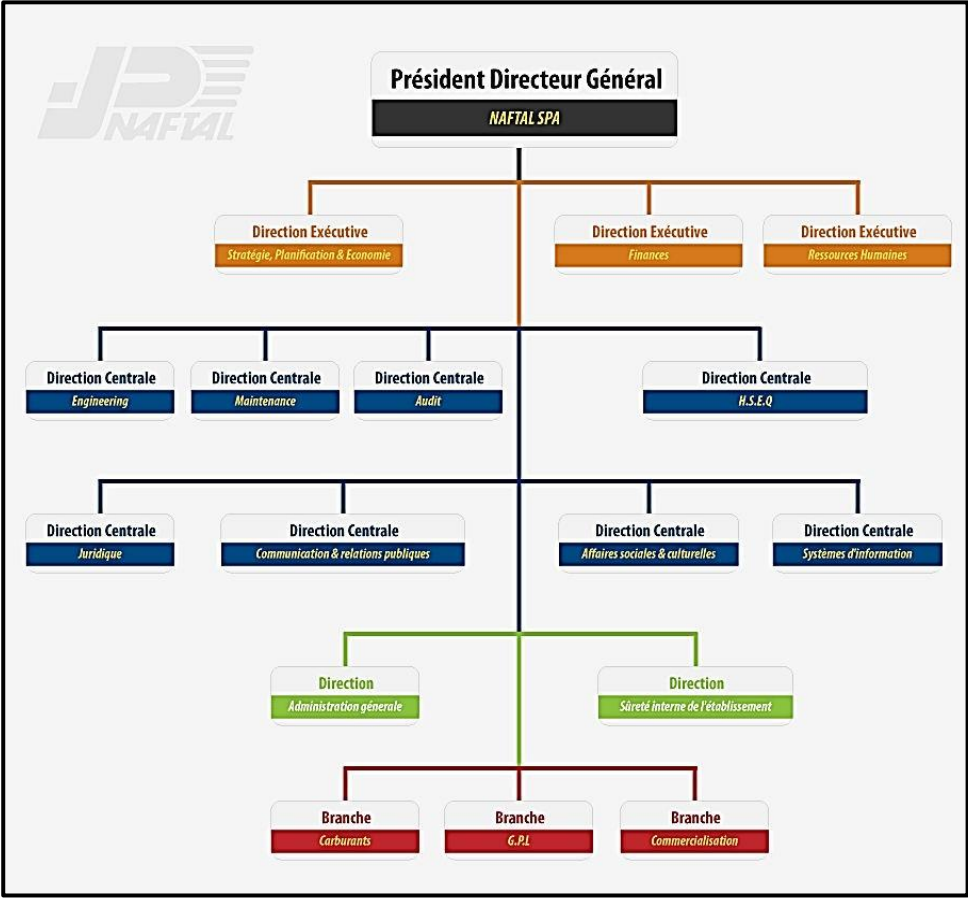 NAFTAL
Président Directeur Général
NAFTAL SPA
Direction Exécutive
Stratégie, Planification & Economie
Direction Exécutive
Finances
Direction Exécutive
Ressources Humaines
Direction Centrale
Engineering
Direction Centrale
Maintenance
Direction Centrale
Audit
Direction Centrale
H.S.E.Q
Direction Centrale
Juridique
Direction Centrale
Communication & relations publiques
Direction Centrale
Affaires sociales & culturelles
Direction Centrale
Systèmes d'information
Direction
Administration génerale
Direction
Sûreté interne de l'établissement
Branche
Carburants
Branche
G.P.L
Branche
Commercialisation